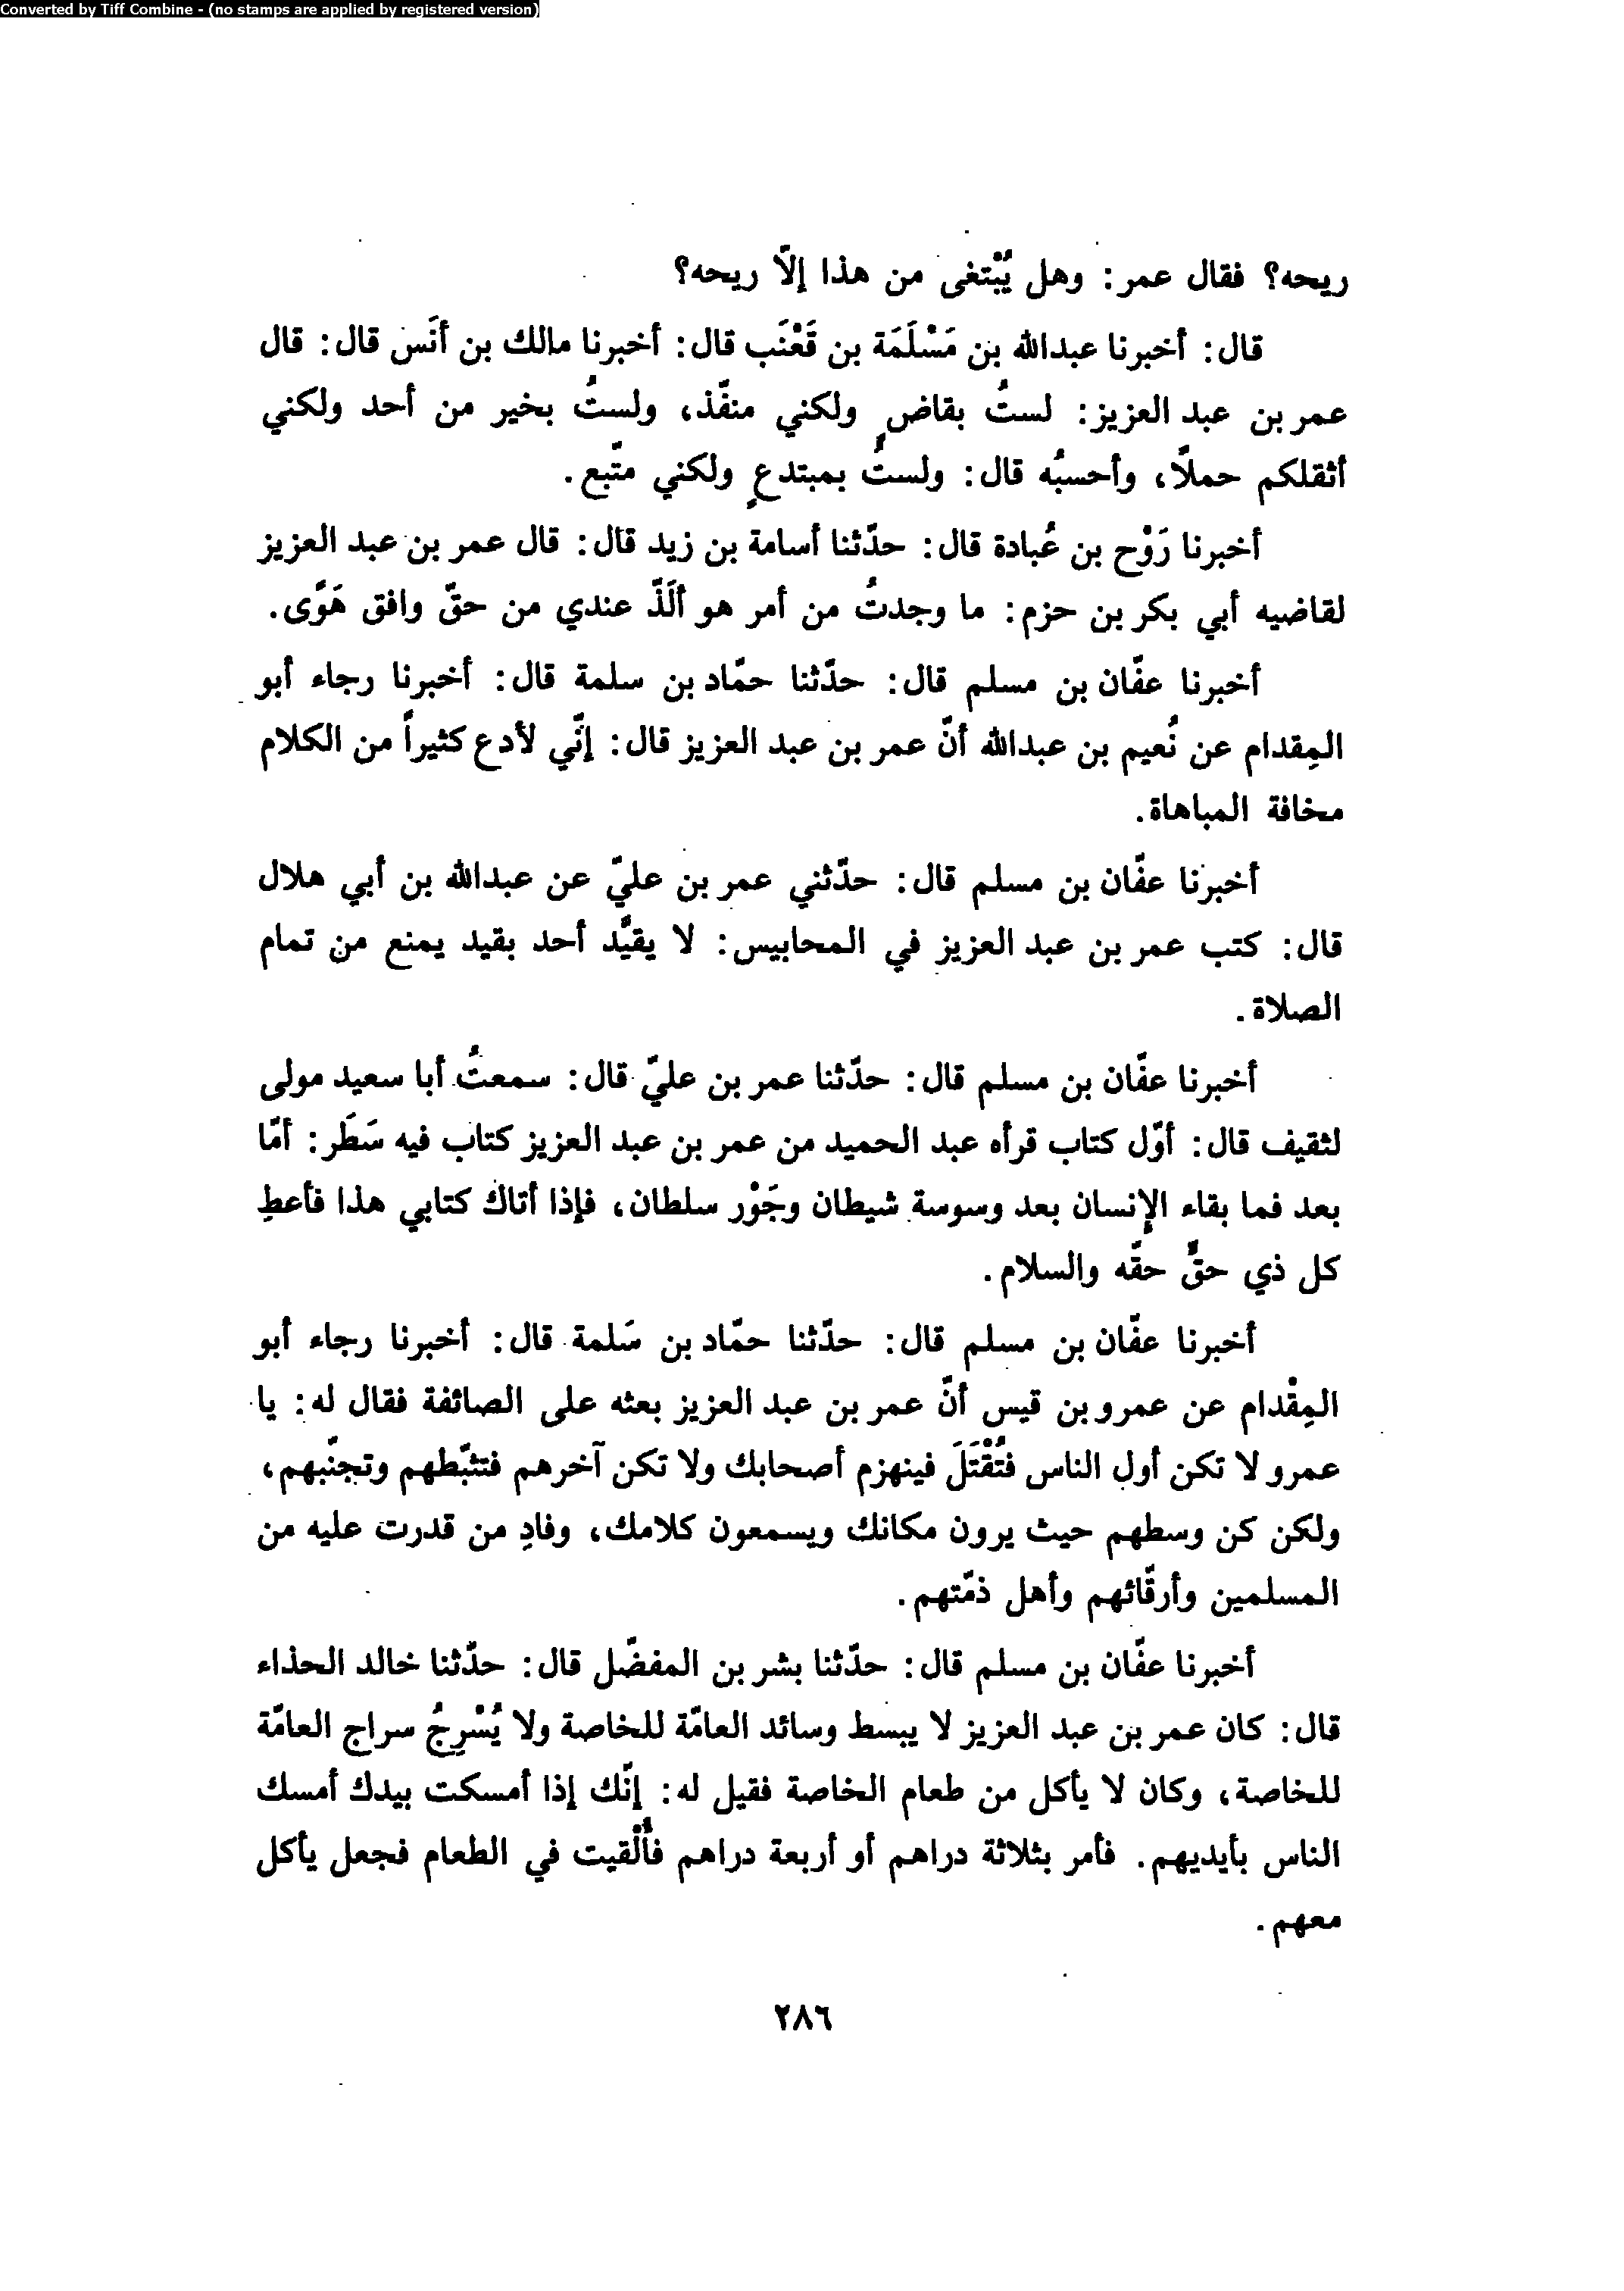 Converted by Tiff Combine - (no stamps are applied by registered version)
ريحه؟ فقال عمر: وهل يُبْتغى من هذا إلاّ ريحه؟
قال: أخبرنا عبدالله بن مَسْلَمَة بن قَعْنَب قال: أخبرنا مالك بن أنَس قال: قال
عمر بن عبد العزيز: لستُ بقاضٍ ولكني منفّذ، ولستُ بخير من أحد ولكني
أثقلكم حملاً، وأحسبُه قال: ولستُ بمبتدعٍ ولكني متّبع.
أخبرنا رَوْح بن عُبادة قال: حدّثنا أسامة بن زيد قال: قال عمر بن عبد العزيز
لقاضيه أبي بكر بن حزم: ما وجدتُ من أمر هو ألَذّ عندي من حقّ وافق هَوًى.
أخبرنا عفّان بن مسلم قال: حدّثنا حمّاد بن سلمة قال: أخبرنا رجاء أبو
المِقدام عن نُعيم بن عبدالله أنّ عمر بن عبد العزيز قال: إنّي لأدع كثيراً من الكلام
مخافة المباهاة.
أخبرنا عفّان بن مسلم قال: حدّثني عمر بن عليّ عن عبدالله بن أبي هلال
قال: كتب عمر بن عبد العزيز في المحابيس: لا يقيَّد أحد بقيد يمنع من تمام
الصلاة.
أخبرنا عفّان بن مسلم قال: حدّثنا عمر بن عليّ قال: سمعتُ أبا سعيد مولى
لثقيف قال: أوّل كتاب قرأه عبد الحميد من عمر بن عبد العزيز كتاب فيه سَطَر: أمّا
بعد فما بقاء الإنسان بعد وسوسة شيطان وجَوْر سلطان، فإذا أتاك كتابي هذا فأعطِ
كل ذي حقٍّ حقّه والسلام.
أخبرنا عفّان بن مسلم قال: حدّثنا حمّاد بن سَلمة قال: أخبرنا رجاء أبو
المِقْدام عن عمرو بن قيس أنّ عمر بن عبد العزيز بعثه على الصائفة فقال له: يا
عمرو لا تكن أول الناس فتُقْتَلَ فينهزم أصحابك ولا تكن آخرهم فتثبّطهم وتجنّبهم،
ولكن كن وسطهم حيث يرون مكانك ويسمعون كلامك، وفادِ من قدرت عليه من
المسلمين وأرقّائهم وأهل ذمّتهم.
أخبرنا عفّان بن مسلم قال: حدّثنا بشر بن المفضّل قال: حدّثنا خالد الحذاء
قال: كان عمر بن عبد العزيز لا يبسط وسائد العامّة للخاصة ولا يُسْرِجُ سراج العامّة
للخاصة، وكان لا يأكل من طعام الخاصة فقيل له: إنّك إذا أمسكت بيدك أمسك
الناس بأيديهم. فأمر بثلاثة دراهم أو أربعة دراهم فأُلْقيت في الطعام فجعل يأكل
معهم.
٢٨٦